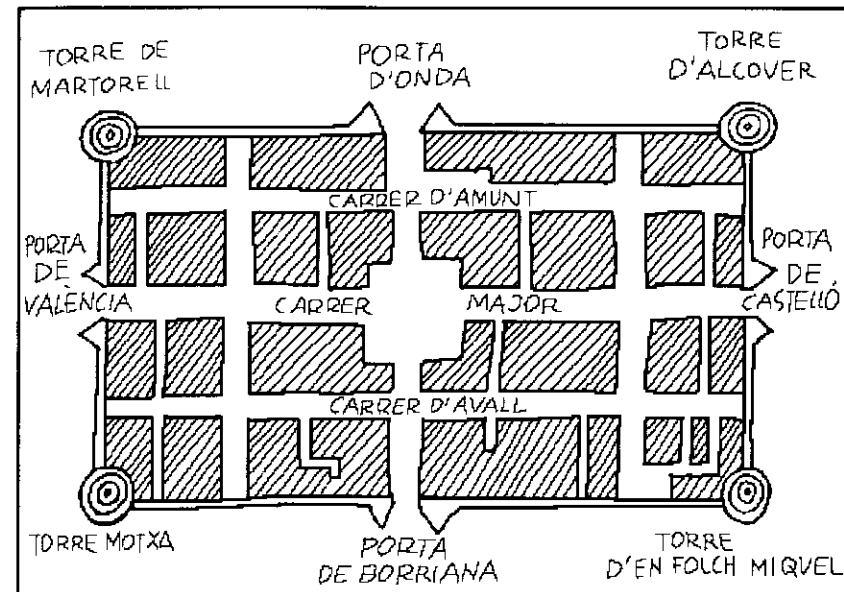 TORRE DE
MARTORELL
PORTA
D'ONDA
TORRE
D'ALCOVER
CARRER D'AMUNT
PORTA
DE
VALÈNCIA
CARRER
MAJOR
PORTA
DE
CASTELLÓ
CARRER D'AVALL
TORRE MOTXA
PORTA
DE BORRIANA
TORRE
D'EN FOLCH MIQUEL